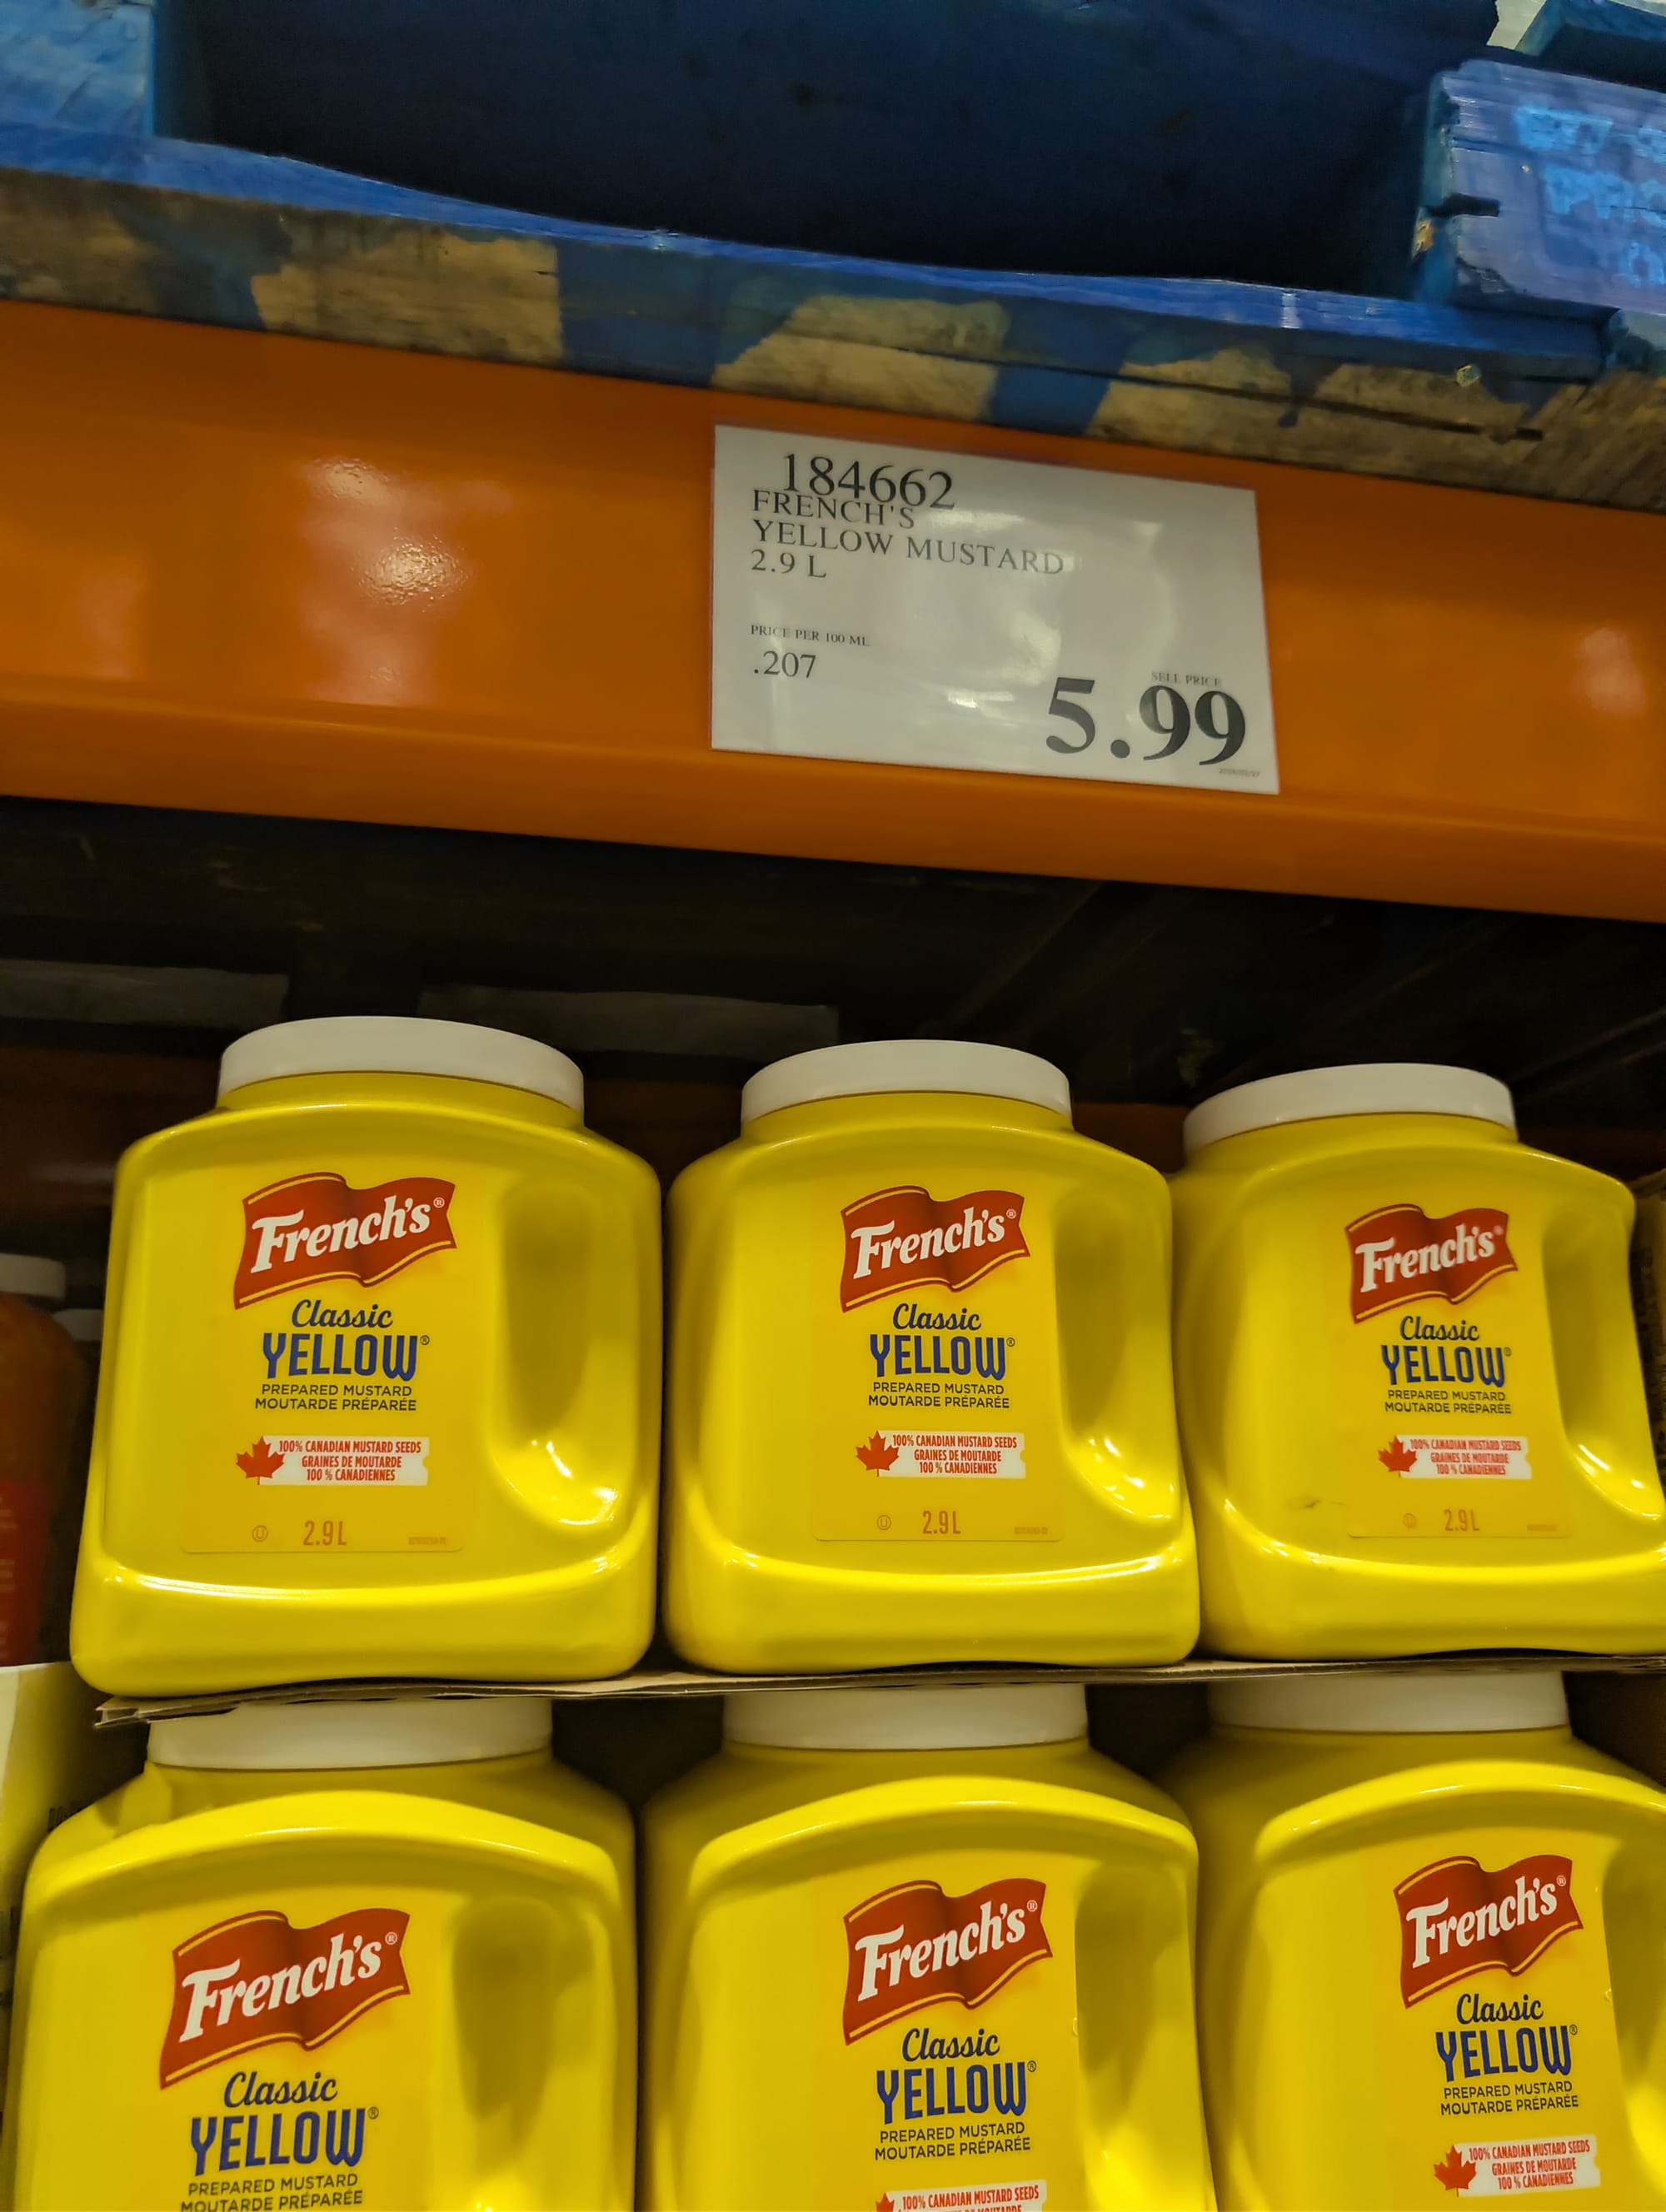 184662
FRENCH'S
YELLOW MUSTARD
2.9 L
PRICE PER 100 ML
.207
SELL PRICE
5.99
French's®
Classic
YELLOW®
PREPARED MUSTARD
MOUTARDE PRÉPARÉE
100% CANADIAN MUSTARD SEEDS
GRAINES DE MOUTARDE
100 % CANADIENNES
2.9 L
French's®
Classic
YELLOW®
PREPARED MUSTARD
MOUTARDE PRÉPARÉE
100% CANADIAN MUSTARD SEEDS
GRAINES DE MOUTARDE
100 % CANADIENNES
2.9 L
French's®
Classic
YELLOW®
PREPARED MUSTARD
MOUTARDE PRÉPARÉE
100% CANADIAN MUSTARD SEEDS
GRAINES DE MOUTARDE
100 % CANADIENNES
2.9 L
French's®
Classic
YELLOW®
PREPARED MUSTARD
MOUTARDE PRÉPARÉE
French's®
Classic
YELLOW®
PREPARED MUSTARD
MOUTARDE PRÉPARÉE
100% CANADIAN MUSTARD SEEDS
French's®
Classic
YELLOW®
PREPARED MUSTARD
MOUTARDE PRÉPARÉE
100% CANADIAN MUSTARD SEEDS
GRAINES DE MOUTARDE
100 % CANADIENNES